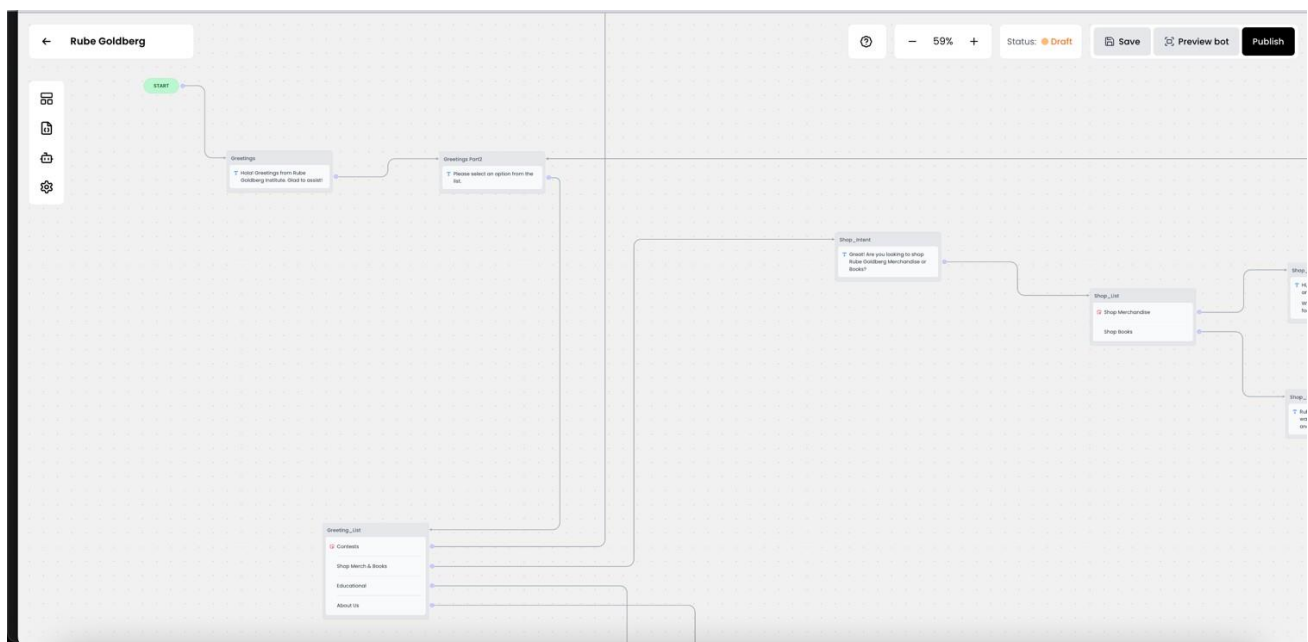 Rube Goldberg
59%
Status: Draft
Save
Preview bot
Publish
START
Greetings
Hola! Greetings from Rube
Goldberg Institute. Glad to assist!
Greetings Part2
Please select an option from the
list.
Shop_Intent
Great! Are you looking to shop
Rube Goldberg Merchandise or
Books?
Shop_List
Shop Merchandise
Shop Books
Shop_
Shop_
Greeting_List
Contests
Shop Merch & Books
Educational
About Us